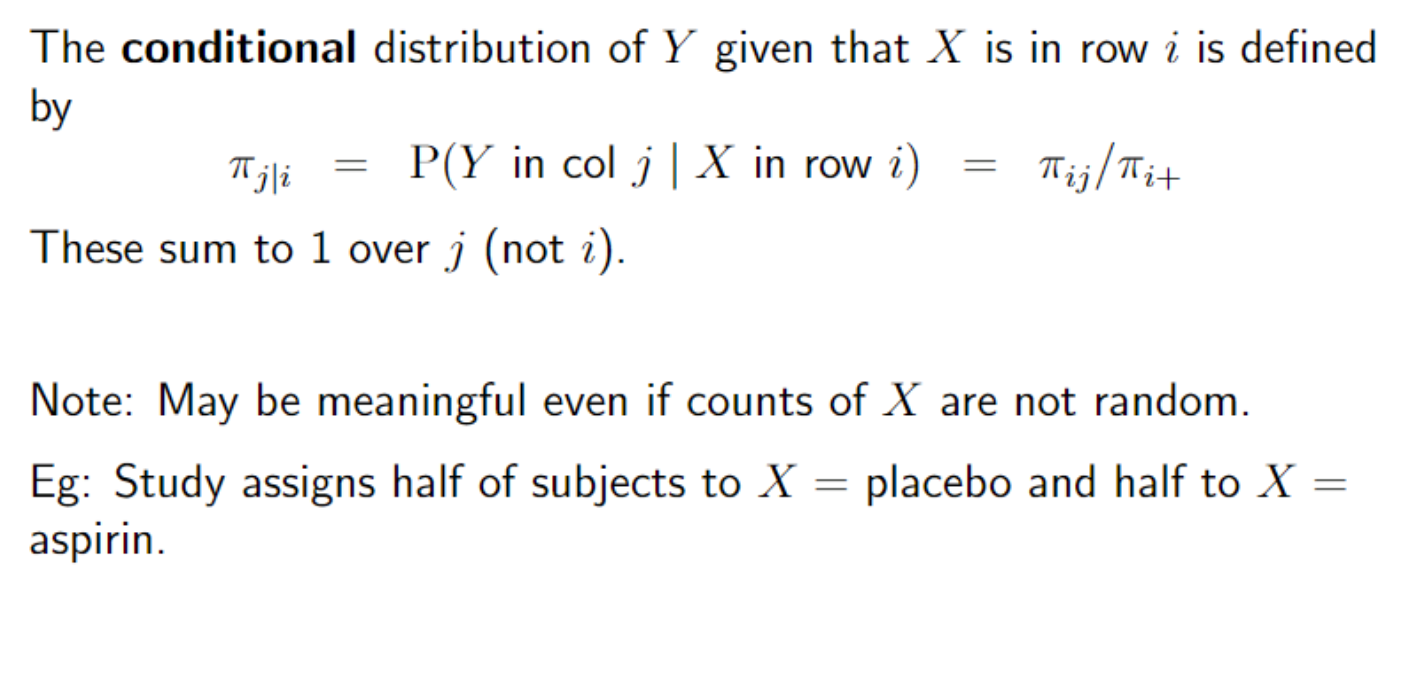 The conditional distribution of Y given that X is in row i is defined
by
π_{j|i} = P(Y in col j | X in row i) = π_{ij}/π_{i+}
These sum to 1 over j (not i).
Note: May be meaningful even if counts of X are not random.
Eg: Study assigns half of subjects to X = placebo and half to X =
aspirin.